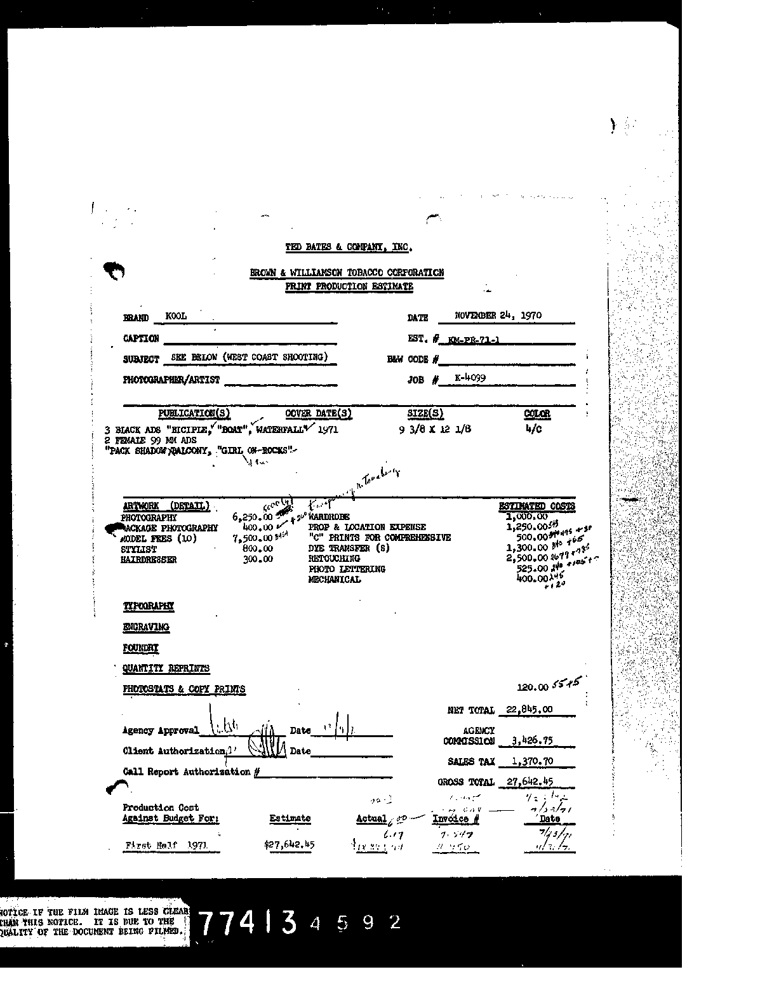 TED BATES & COMPANY, INC.
BROWN & WILLIAMSON TOBACCO CORPORATION
PRINT PRODUCTION ESTIMATE
BRAND KOOL DATE NOVEMBER 24, 1970
CAPTION EST. # KM-PR-71-1
SUBJECT SEE BELOW (WEST COAST SHOOTING) B&W CODE #
PHOTOGRAPHER/ARTIST JOB # K-4099
PUBLICATION(S) COVER DATE(S) SIZE(S) COLOR
3 BLACK ADS "BICIPLE," "BOAT", WATERFALL" 1971 9 3/8 X 12 1/8 4/C
2 FEMALE 99 MM ADS
"PACK SHADOW, BALCONY, "GIRL ON-ROCKS"
ARTWORK (DETAIL) ESTIMATED COSTS
PHOTOGRAPHY 6,250.00 WARDROBE 1,000.00
PACKAGE PHOTOGRAPHY 400.00 PROP & LOCATION EXPENSE 1,250.00
MODEL FEES (10) 7,500.00 "C" PRINTS FOR COMPREHENSIVE 500.00
STYLIST 800.00 DYE TRANSFER (S) 1,300.00
HAIRDRESSER 300.00 RETOUCHING 2,500.00
PHOTO LETTERING 525.00
MECHANICAL 400.00
TYPOGRAPHY
ENGRAVING
FOUNDRY
QUANTITY REPRINTS
PHOTOSTATS & COPY PRINTS 120.00
NET TOTAL 22,845.00
Agency Approval Date AGENCY
COMMISSION 3,426.75
Client Authorization Date
SALES TAX 1,370.70
Call Report Authorization #
GROSS TOTAL 27,642.45
Production Cost
Against Budget For: Estimate Actual Invoice # Date
First Half 1971 $27,642.45
NOTICE IF THE FILM IMAGE IS LESS CLEAR
THAN THIS NOTICE. IT IS DUE TO THE
QUALITY OF THE DOCUMENT BEING FILMED.
77413 4592